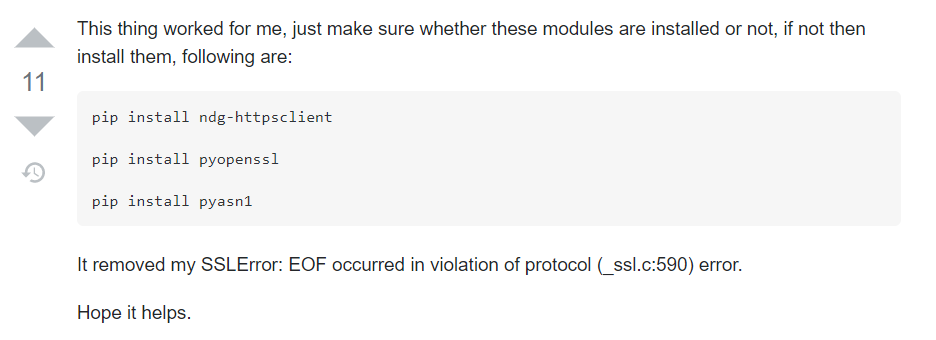 This thing worked for me, just make sure whether these modules are installed or not, if not then
install them, following are:
11
pip install ndg-httpsclient
pip install pyopenssl
pip install pyasn1
It removed my SSLError: EOF occurred in violation of protocol (_ssl.c:590) error.
Hope it helps.